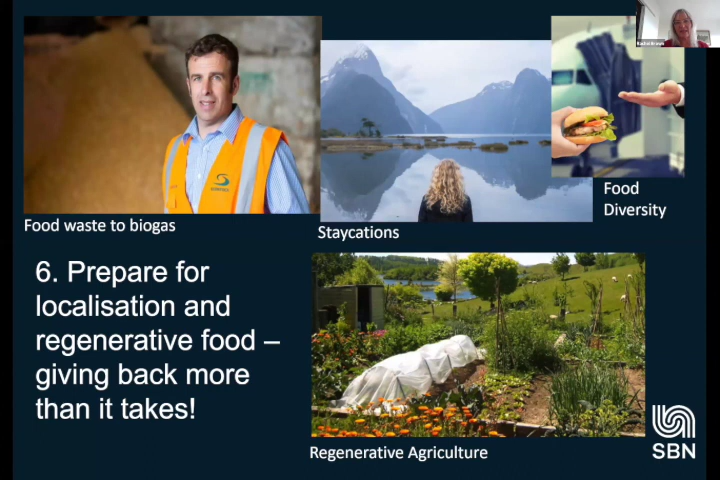 Food waste to biogas
Staycations
Food
Diversity
6. Prepare for
localisation and
regenerative food –
giving back more
than it takes!
Regenerative Agriculture
SBN